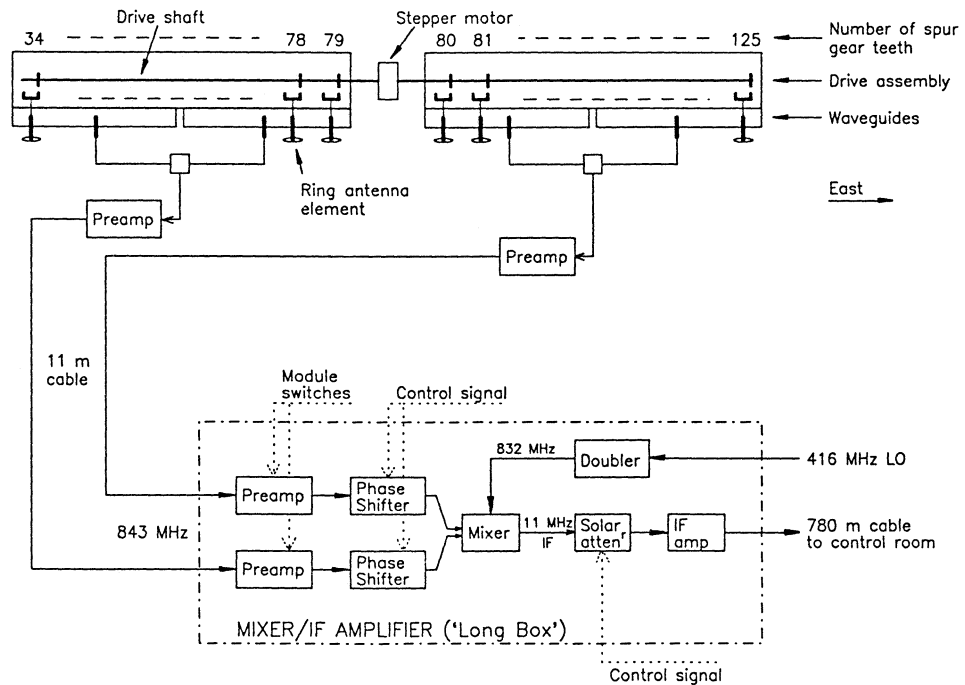 Drive shaft
Stepper motor
34
78
79
80
81
125
Number of spur
gear teeth
Drive assembly
Waveguides
Ring antenna
element
East
Preamp
Preamp
11 m
cable
Module
switches
Control signal
832 MHz
Doubler
416 MHz LO
Preamp
Phase
Shifter
843 MHz
Mixer
11 MHz
IF
Solar
attenr
IF
amp
780 m cable
to control room
Preamp
Phase
Shifter
MIXER/IF AMPLIFIER ('Long Box')
Control signal